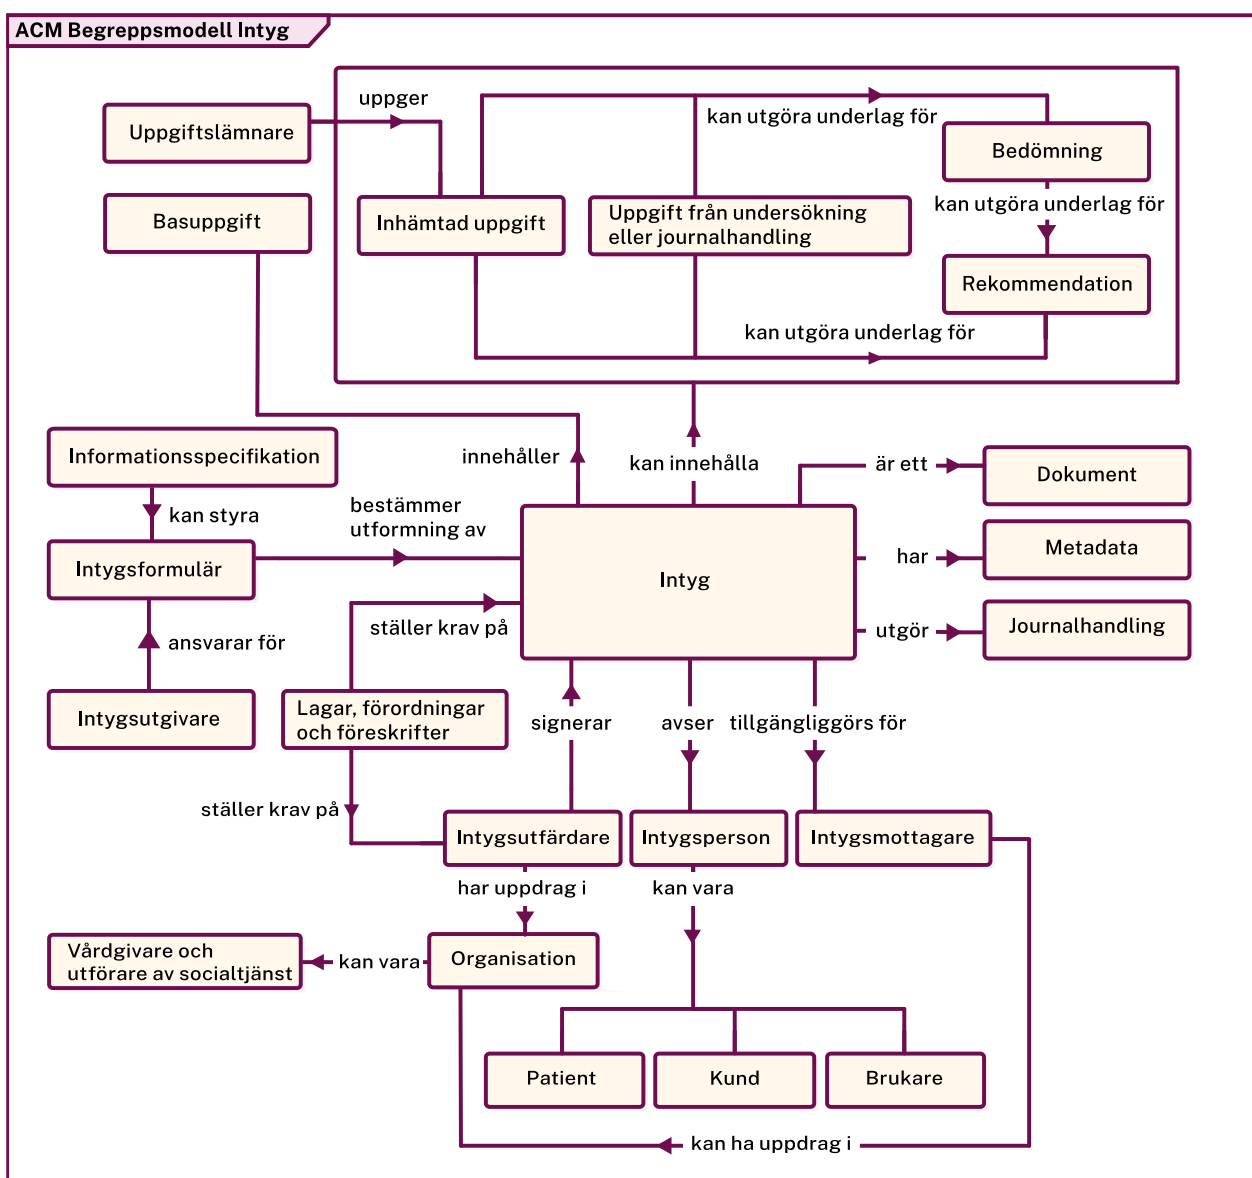 ACM Begreppsmodell Intyg
uppger
Uppgiftslämnare
kan utgöra underlag för
Bedömning
Basuppgift
Inhämtad uppgift
Uppgift från undersökning
eller journalhandling
kan utgöra underlag för
Rekommendation
kan utgöra underlag för
Informationsspecifikation
innehåller
kan innehålla
är ett
Dokument
kan styra
bestämmer
utformning av
Intygsformulär
Intyg
har
Metadata
ställer krav på
utgör
Journalhandling
ansvarar för
Intygsutgivare
Lagar, förordningar
och föreskrifter
signerar
avser
tillgängliggörs för
ställer krav på
Intygsutfärdare
Intygsperson
Intygsmottagare
har uppdrag i
kan vara
Vårdgivare och
utförare av socialtjänst
kan vara
Organisation
Patient
Kund
Brukare
kan ha uppdrag i